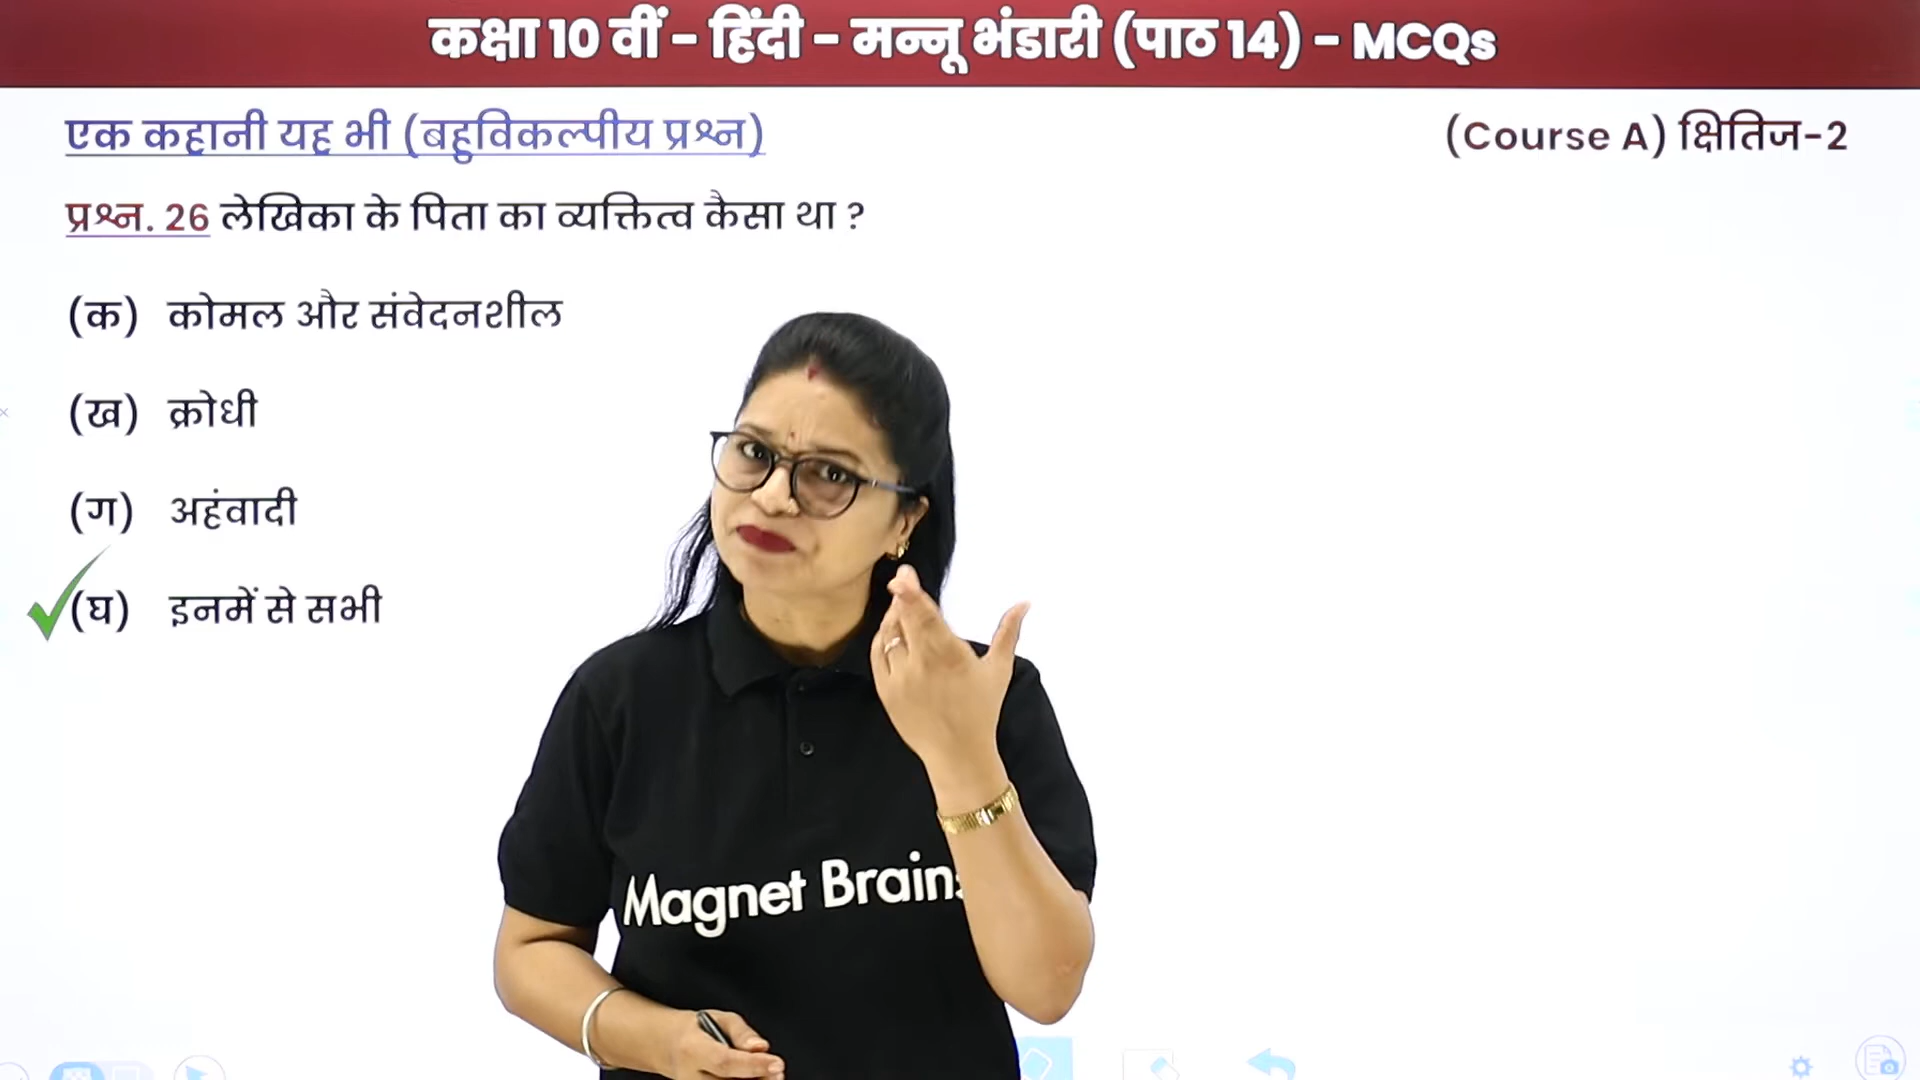 कक्षा 10 वीं - हिंदी - मन्नू भंडारी (पाठ 14) - MCQs
एक कहानी यह भी (बहुविकल्पीय प्रश्न)
(Course A) क्षितिज-2
प्रश्न. 26 लेखिका के पिता का व्यक्तित्व कैसा था ?
(क) कोमल और संवेदनशील
(ख) क्रोधी
(ग) अहंवादी
(घ) इनमें से सभी
Magnet Brains